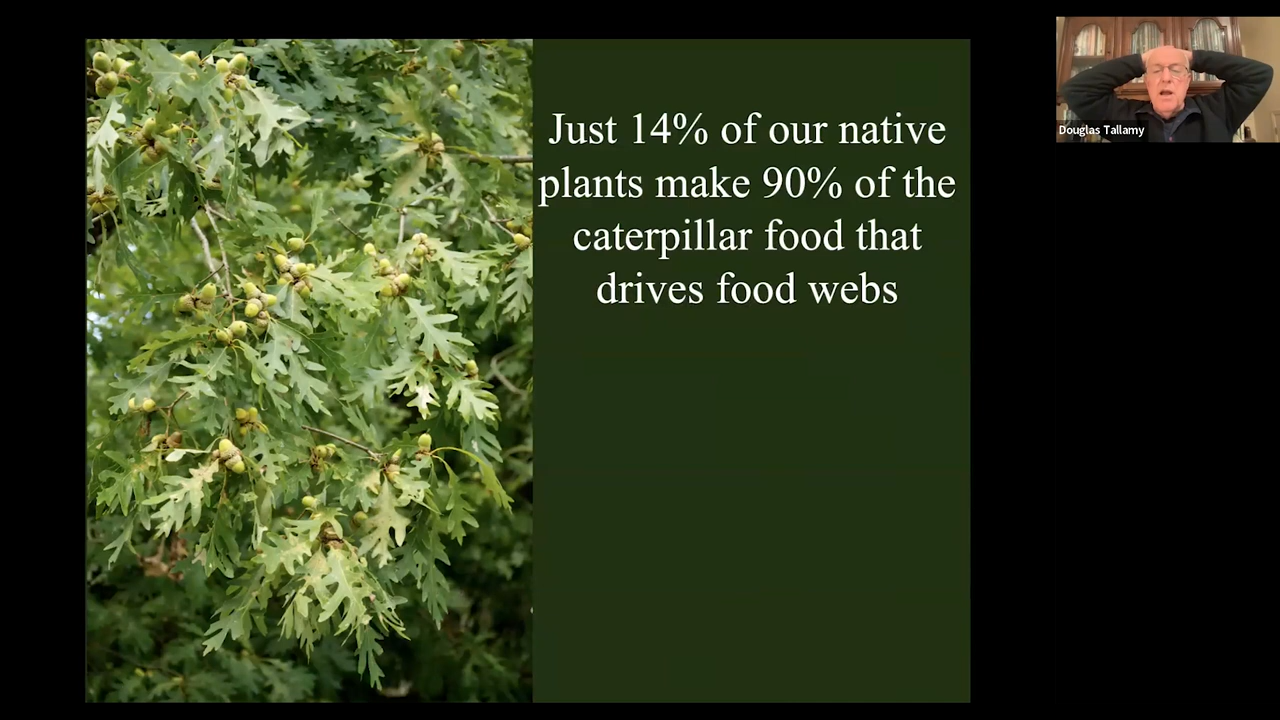 Just 14% of our native
plants make 90% of the
caterpillar food that
drives food webs
Douglas Tallamy